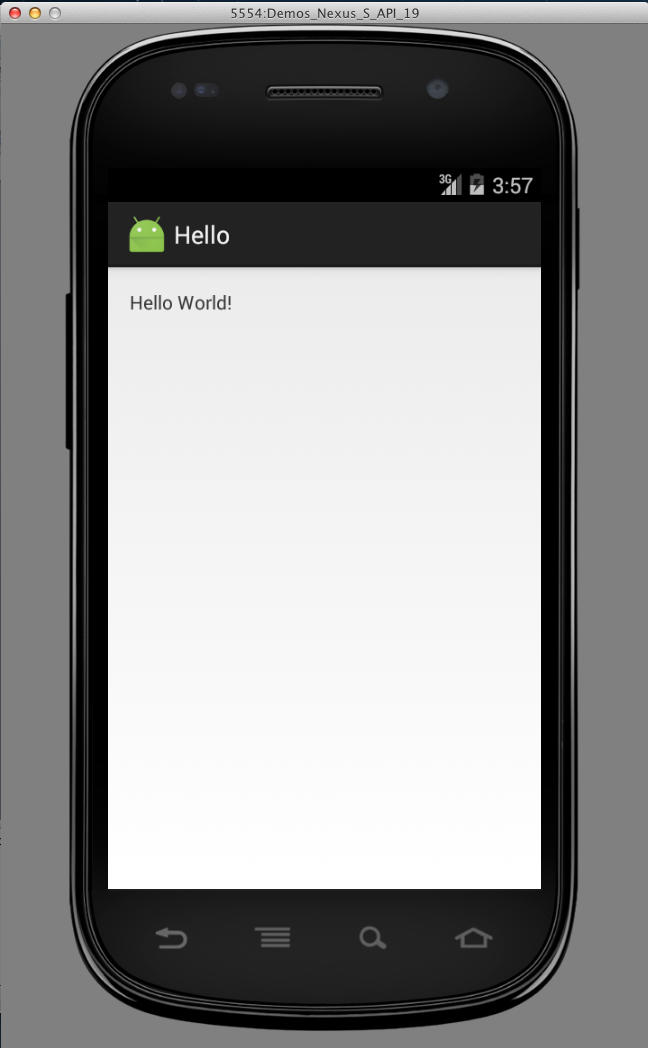 5554:Demos_Nexus_S_API_19
3G 3:57
Hello
Hello World!